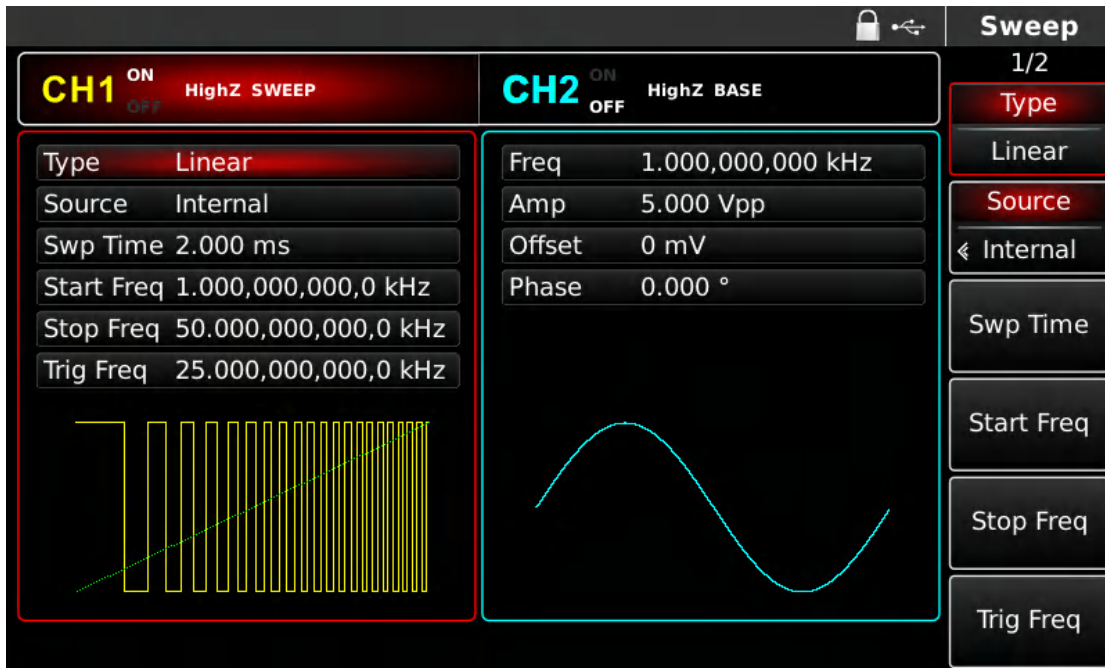 Sweep
1/2
CH1 ON OFF HighZ SWEEP
CH2 ON OFF HighZ BASE
Type Linear
Source Internal
Swp Time 2.000 ms
Start Freq 1.000,000,000,0 kHz
Stop Freq 50.000,000,000,0 kHz
Trig Freq 25.000,000,000,0 kHz
Freq 1.000,000,000 kHz
Amp 5.000 Vpp
Offset 0 mV
Phase 0.000 °
Type
Linear
Source
Internal
Swp Time
Start Freq
Stop Freq
Trig Freq